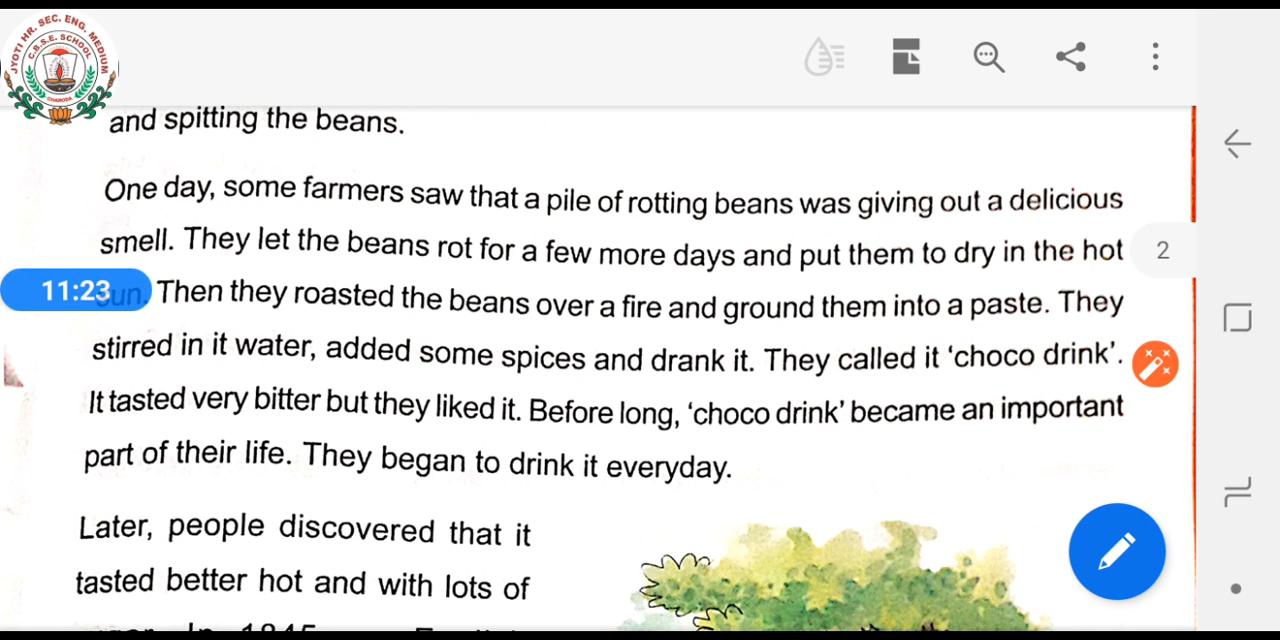 JYOTI HR. SEC. ENG. MEDIUM
C.B.S.E. SCHOOL
CHARODA
and spitting the beans.
One day, some farmers saw that a pile of rotting beans was giving out a delicious
smell. They let the beans rot for a few more days and put them to dry in the hot
2
11:23
sun. Then they roasted the beans over a fire and ground them into a paste. They
stirred in it water, added some spices and drank it. They called it ‘choco drink’.
It tasted very bitter but they liked it. Before long, ‘choco drink’ became an important
part of their life. They began to drink it everyday.
Later, people discovered that it
tasted better hot and with lots of